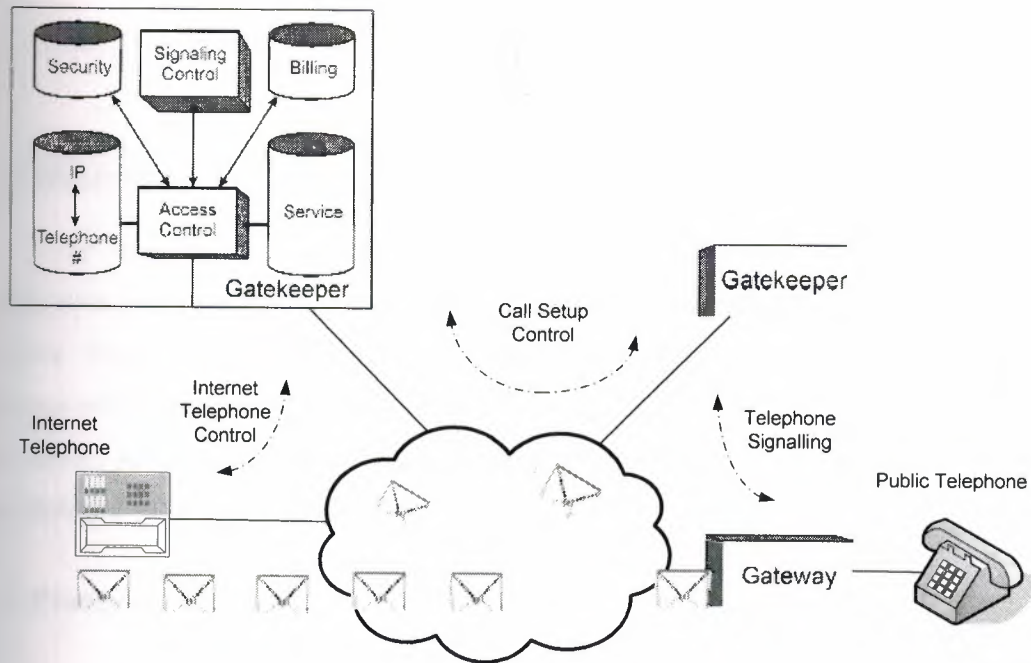 Security
Signaling
Control
Billing
IP
Telephone
#
Access
Control
Service
Gatekeeper
Gatekeeper
Call Setup
Control
Internet
Telephone
Control
Internet
Telephone
Telephone
Signalling
Public Telephone
Gateway